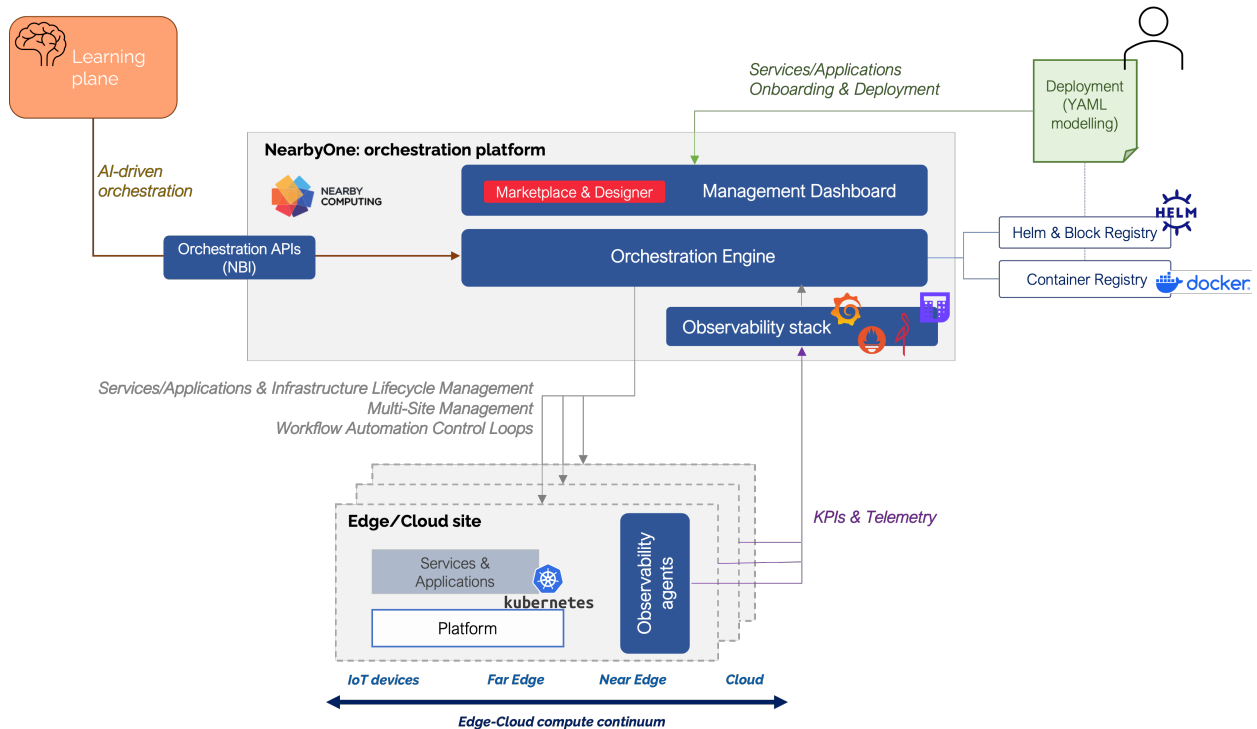 Learning
plane
Services/Applications
Onboarding & Deployment
Deployment
(YAML
modelling)
AI-driven
orchestration
NearbyOne: orchestration platform
NEARBY
COMPUTING
Marketplace & Designer
Management Dashboard
Orchestration APIs
(NBI)
Orchestration Engine
HELM
Helm & Block Registry
Container Registry
docker
Observability stack
Services/Applications & Infrastructure Lifecycle Management
Multi-Site Management
Workflow Automation Control Loops
Edge/Cloud site
Services &
Applications
kubernetes
Platform
Observability
agents
KPIs & Telemetry
IoT devices
Far Edge
Near Edge
Cloud
Edge-Cloud compute continuum